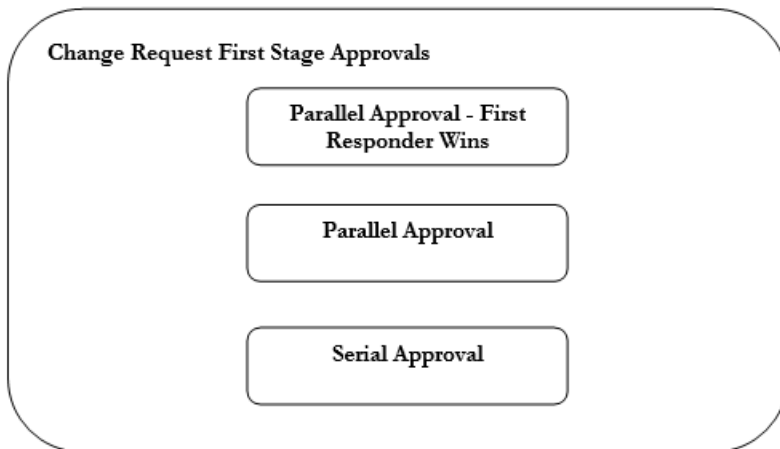 Change Request First Stage Approvals
Parallel Approval - First
Responder Wins
Parallel Approval
Serial Approval